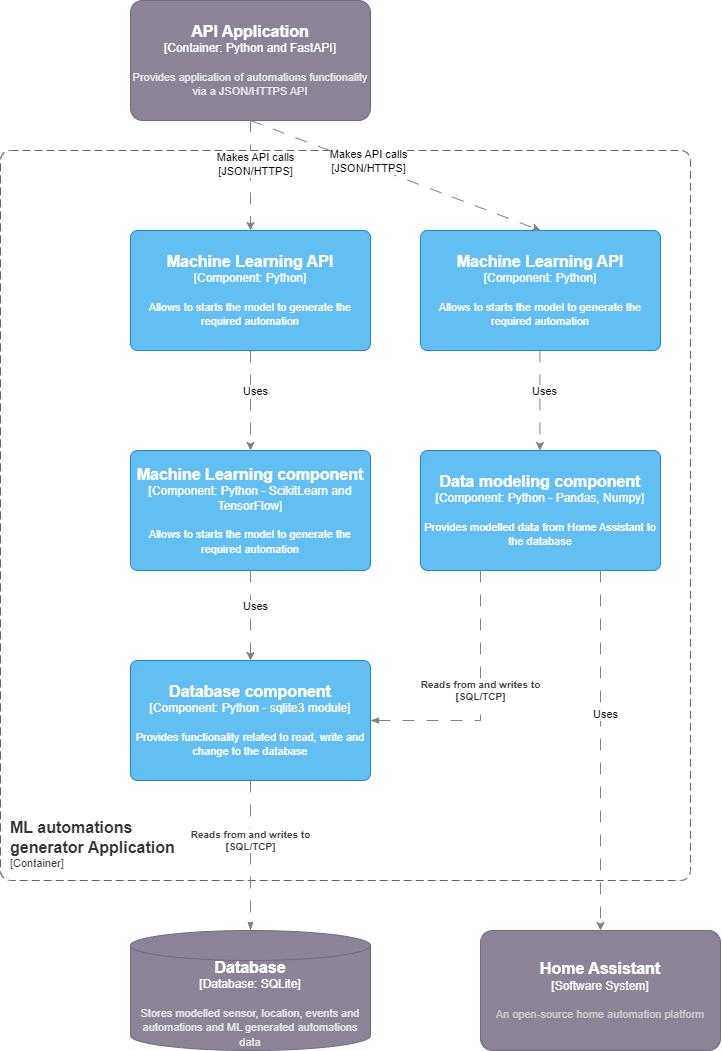 API Application
[Container: Python and FastAPI]
Provides application of automations functionality
via a JSON/HTTPS API
Makes API calls
[JSON/HTTPS]
Makes API calls
[JSON/HTTPS]
Machine Learning API
[Component: Python]
Allows to starts the model to generate the
required automation
Machine Learning API
[Component: Python]
Allows to starts the model to generate the
required automation
Uses
Uses
Machine Learning component
[Component: Python - ScikitLearn and
TensorFlow]
Allows to starts the model to generate the
required automation
Data modeling component
[Component: Python - Pandas, Numpy]
Provides modelled data from Home Assistant to
the database
Uses
Database component
[Component: Python - sqlite3 module]
Provides functionality related to read, write and
change to the database
Reads from and writes to
[SQL/TCP]
Uses
ML automations
generator Application
[Container]
Reads from and writes to
[SQL/TCP]
Database
[Database: SQLite]
Stores modelled sensor, location, events and
automations and ML generated automations
data
Home Assistant
[Software System]
An open-source home automation platform